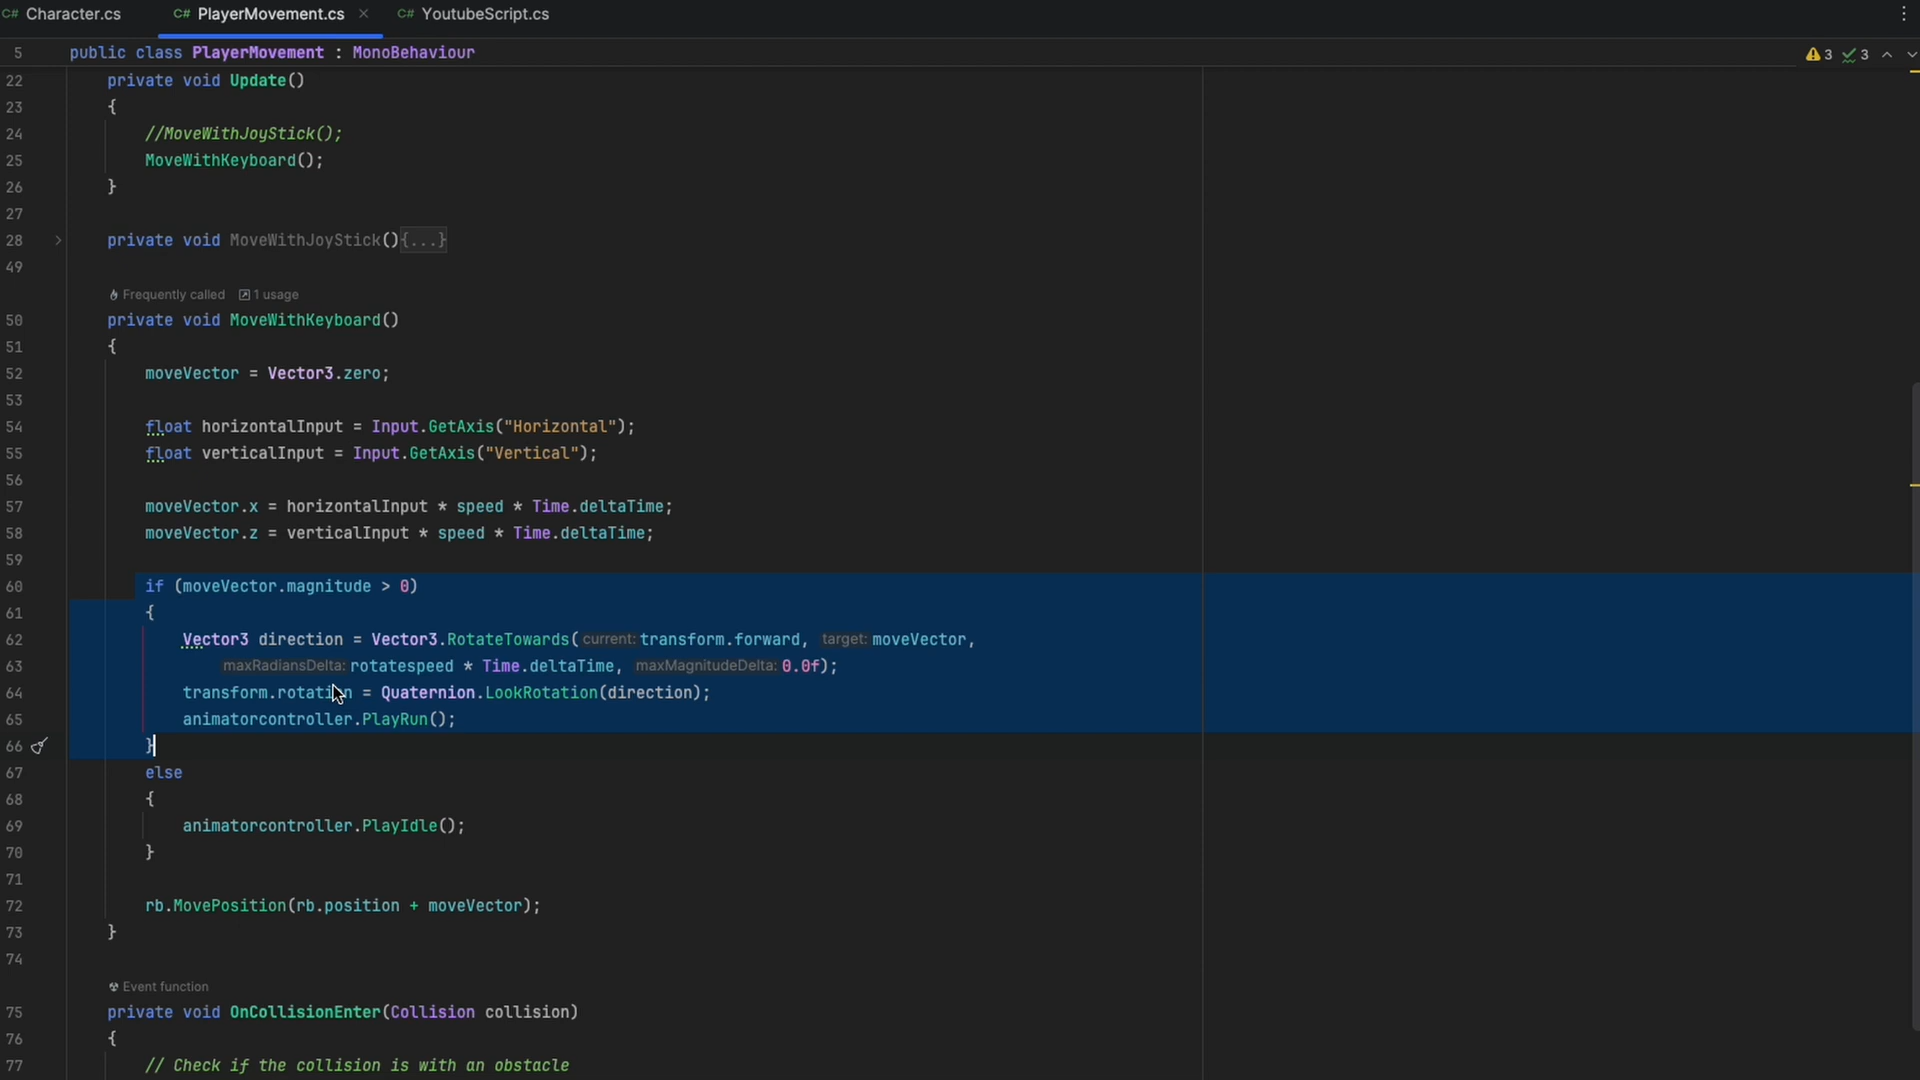 C# Character.cs C# PlayerMovement.cs × C# YoutubeScript.cs
5 public class PlayerMovement : MonoBehaviour 3 3
22 private void Update()
23 {
24 //MoveWithJoyStick();
25 MoveWithKeyboard();
26 }
27
28 private void MoveWithJoyStick(){...}
49
Frequently called 1 usage
50 private void MoveWithKeyboard()
51 {
52 moveVector = Vector3.zero;
53
54 float horizontalInput = Input.GetAxis("Horizontal");
55 float verticalInput = Input.GetAxis("Vertical");
56
57 moveVector.x = horizontalInput * speed * Time.deltaTime;
58 moveVector.z = verticalInput * speed * Time.deltaTime;
59
60 if (moveVector.magnitude > 0)
61 {
62 Vector3 direction = Vector3.RotateTowards( current: transform.forward, target: moveVector,
63 maxRadiansDelta: rotatespeed * Time.deltaTime, maxMagnitudeDelta: 0.0f);
64 transform.rotation = Quaternion.LookRotation(direction);
65 animatorcontroller.PlayRun();
66 }
67 else
68 {
69 animatorcontroller.PlayIdle();
70 }
71
72 rb.MovePosition(rb.position + moveVector);
73 }
74
Event function
75 private void OnCollisionEnter(Collision collision)
76 {
77 // Check if the collision is with an obstacle